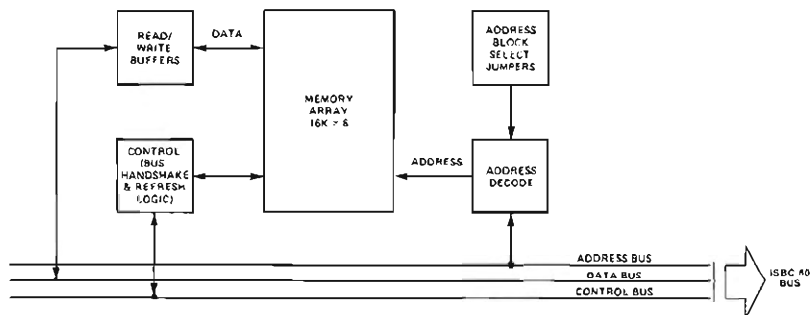 READ/
WRITE
BUFFERS
DATA
MEMORY
ARRAY
16K × 8
ADDRESS
BLOCK
SELECT
JUMPERS
CONTROL
(BUS
HANDSHAKE
& REFRESH
LOGIC)
ADDRESS
ADDRESS
DECODE
ADDRESS BUS
DATA BUS
CONTROL BUS
iSBC 80
BUS